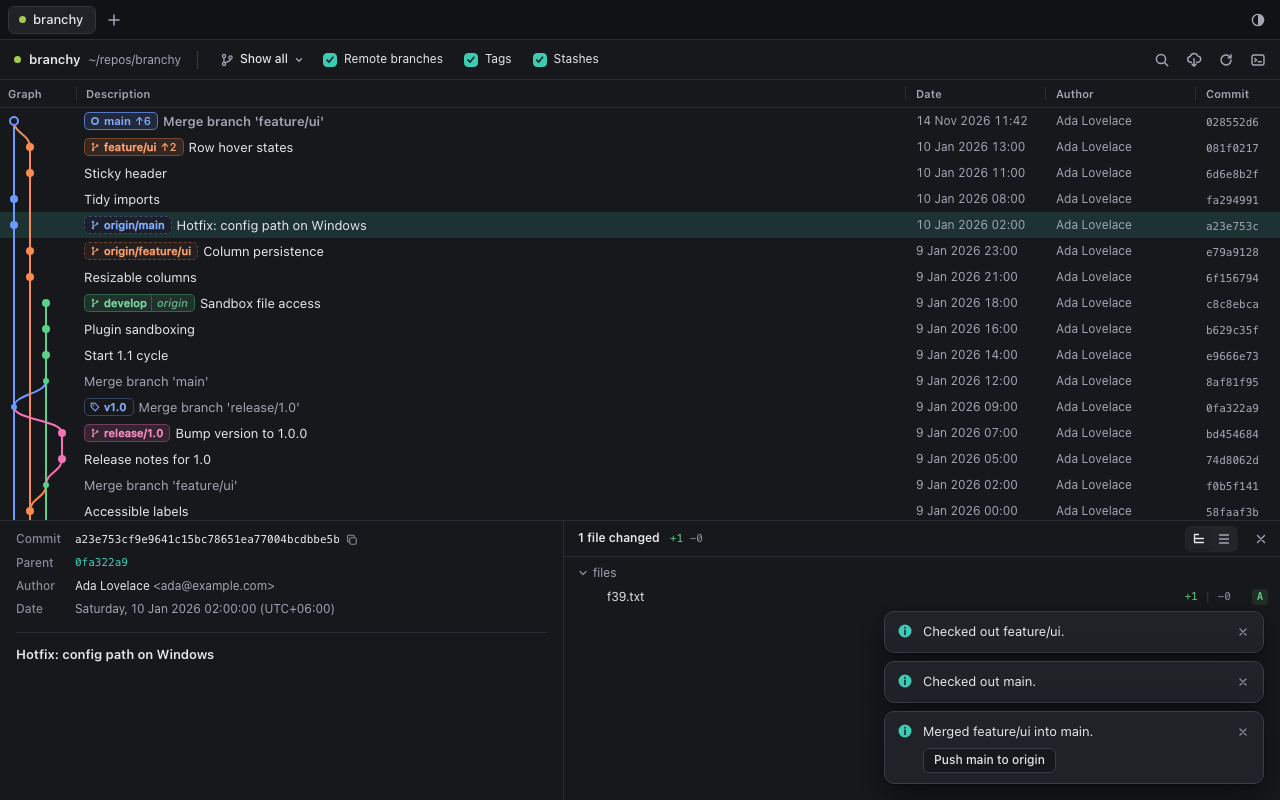 branchy
branchy ~/repos/branchy Show all Remote branches Tags Stashes
Graph Description Date Author Commit
main ↑6 Merge branch 'feature/ui' 14 Nov 2026 11:42 Ada Lovelace 028552d6
feature/ui ↑2 Row hover states 10 Jan 2026 13:00 Ada Lovelace 081f0217
Sticky header 10 Jan 2026 11:00 Ada Lovelace 6d6e8b2f
Tidy imports 10 Jan 2026 08:00 Ada Lovelace fa294991
origin/main Hotfix: config path on Windows 10 Jan 2026 02:00 Ada Lovelace a23e753c
origin/feature/ui Column persistence 9 Jan 2026 23:00 Ada Lovelace e79a9128
Resizable columns 9 Jan 2026 21:00 Ada Lovelace 6f156794
develop origin Sandbox file access 9 Jan 2026 18:00 Ada Lovelace c8c8ebca
Plugin sandboxing 9 Jan 2026 16:00 Ada Lovelace b629c35f
Start 1.1 cycle 9 Jan 2026 14:00 Ada Lovelace e9666e73
Merge branch 'main' 9 Jan 2026 12:00 Ada Lovelace 8af81f95
v1.0 Merge branch 'release/1.0' 9 Jan 2026 09:00 Ada Lovelace 0fa322a9
release/1.0 Bump version to 1.0.0 9 Jan 2026 07:00 Ada Lovelace bd454684
Release notes for 1.0 9 Jan 2026 05:00 Ada Lovelace 74d8062d
Merge branch 'feature/ui' 9 Jan 2026 02:00 Ada Lovelace f0b5f141
Accessible labels 9 Jan 2026 00:00 Ada Lovelace 58faaf3b
Commit a23e753cf9e9641c15bc78651ea77004bcdbbe5b
Parent 0fa322a9
Author Ada Lovelace <ada@example.com>
Date Saturday, 10 Jan 2026 02:00:00 (UTC+06:00)
Hotfix: config path on Windows
1 file changed +1 −0
files
f39.txt +1 | −0 A
Checked out feature/ui.
Checked out main.
Merged feature/ui into main.
Push main to origin